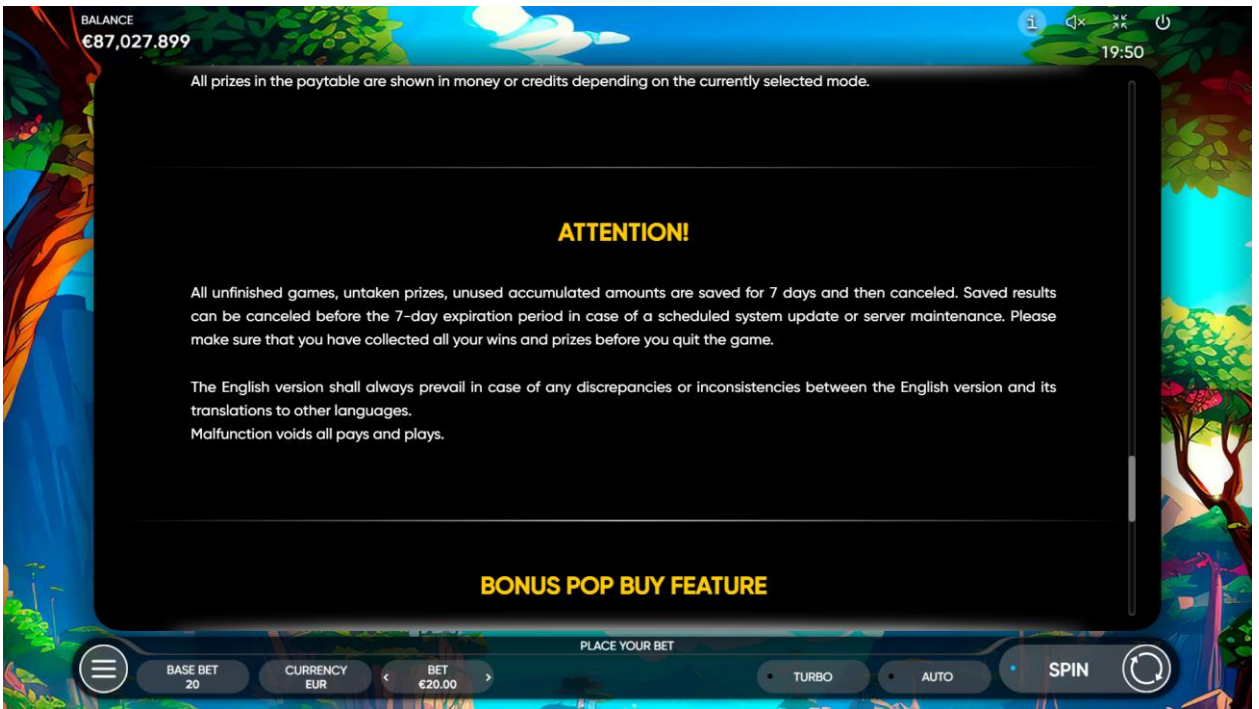 BALANCE
€87,027.899
19:50
All prizes in the paytable are shown in money or credits depending on the currently selected mode.
ATTENTION!
All unfinished games, untaken prizes, unused accumulated amounts are saved for 7 days and then canceled. Saved results
can be canceled before the 7-day expiration period in case of a scheduled system update or server maintenance. Please
make sure that you have collected all your wins and prizes before you quit the game.
The English version shall always prevail in case of any discrepancies or inconsistencies between the English version and its
translations to other languages.
Malfunction voids all pays and plays.
BONUS POP BUY FEATURE
PLACE YOUR BET
BASE BET
20
CURRENCY
EUR
BET
€20.00
TURBO
AUTO
SPIN